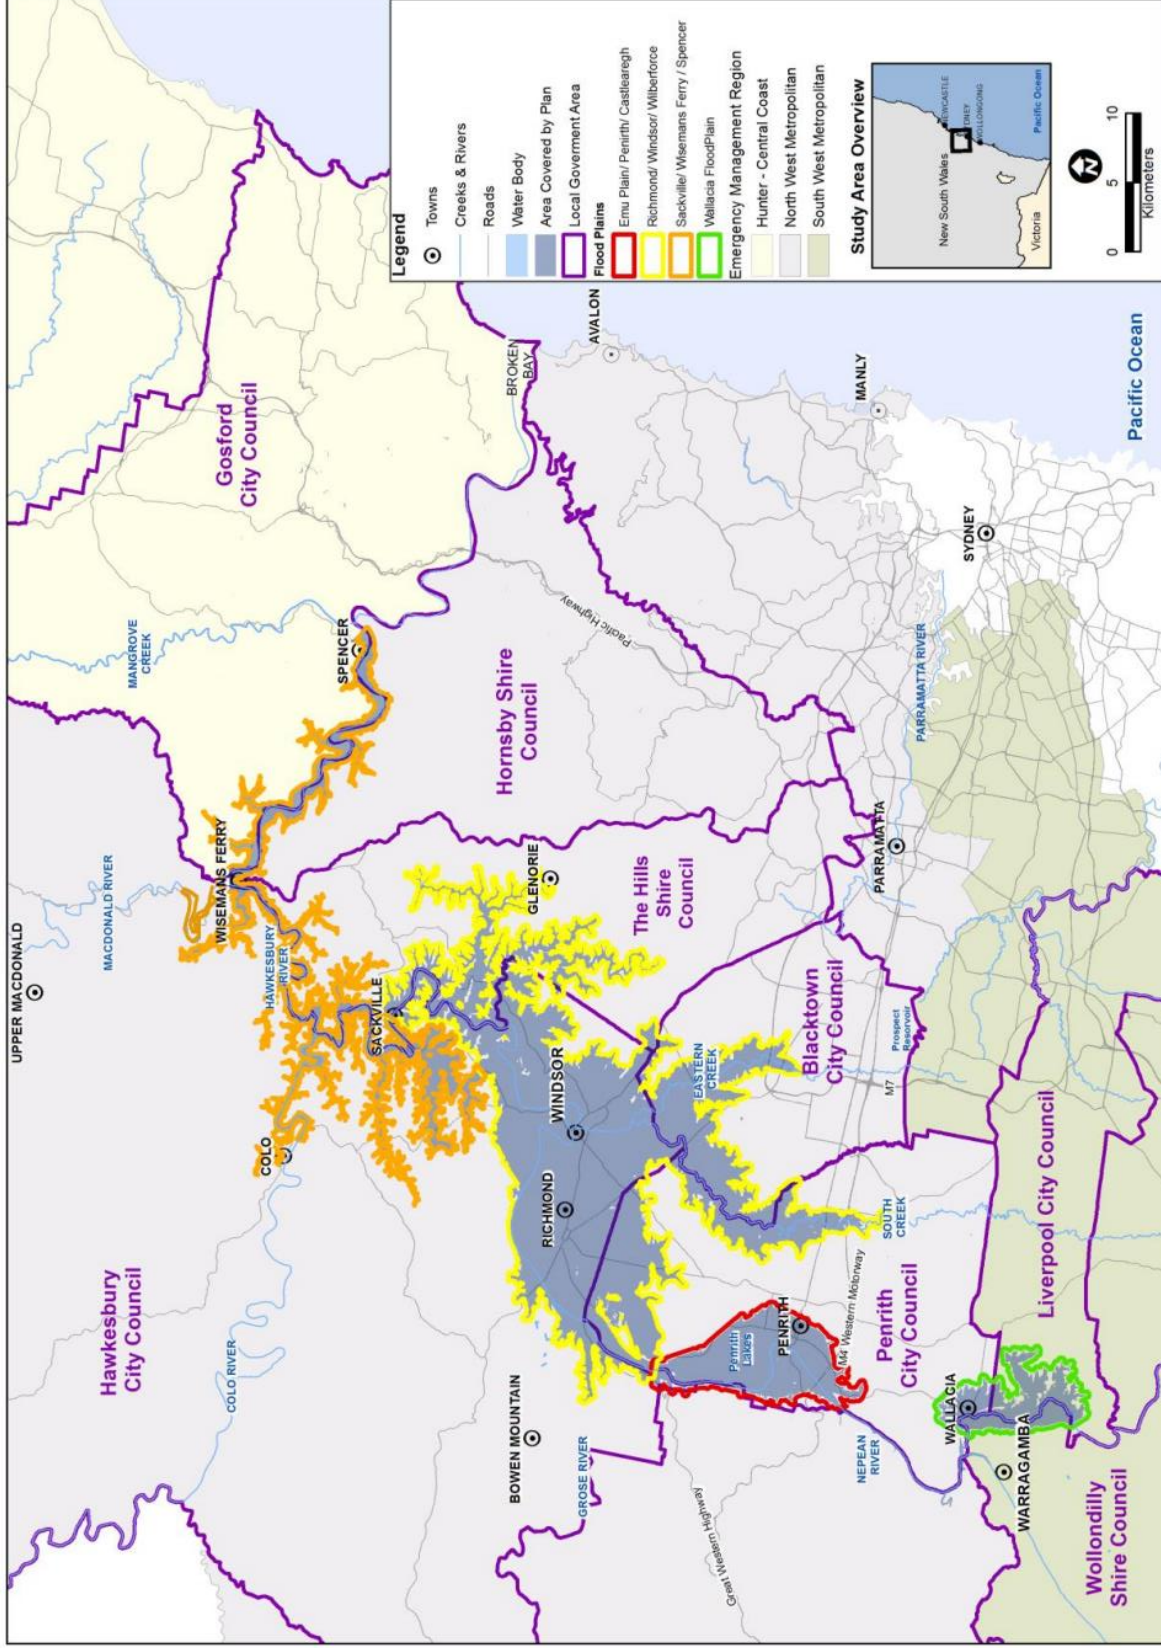 UPPER MACDONALD
MACDONALD RIVER
MANGROVE
CREEK
Hawkesbury
City Council
COLO RIVER
COLO
HAWKESBURY
RIVER
WISEMANS FERRY
SPENCER
Gosford
City Council
SACKVILLE
BROKEN
BAY
Hornsby Shire
Council
GLENORIE
Pacific Highway
AVALON
BOWEN MOUNTAIN
GROSE RIVER
RICHMOND
WINDSOR
The Hills
Shire
Council
EASTERN
CREEK
Penrith
Lakes
PENRITH
Great Western Highway
M4 Western Motorway
Blacktown
City Council
MANLY
PARRAMATTA
PARRAMATTA RIVER
NEPEAN
RIVER
Penrith
City Council
SOUTH
CREEK
M7
Prospect
Reservoir
SYDNEY
WALLACIA
WARRAGAMBA
Liverpool City Council
Wollondilly
Shire Council
Pacific Ocean
Legend
Towns
Creeks & Rivers
Roads
Water Body
Area Covered by Plan
Local Goverment Area
Flood Plains
Emu Plain/ Penirth/ Castlearegh
Richmond/ Windsor/ Wilberforce
Sackville/ Wisemans Ferry / Spencer
Wallacia FloodPlain
Emergency Management Region
Hunter - Central Coast
North West Metropolitan
South West Metropolitan
Study Area Overview
New South Wales
NEWCASTLE
SYDNEY
WOLLONGONG
Victoria
Pacific Ocean
N
0 5 10
Kilometers